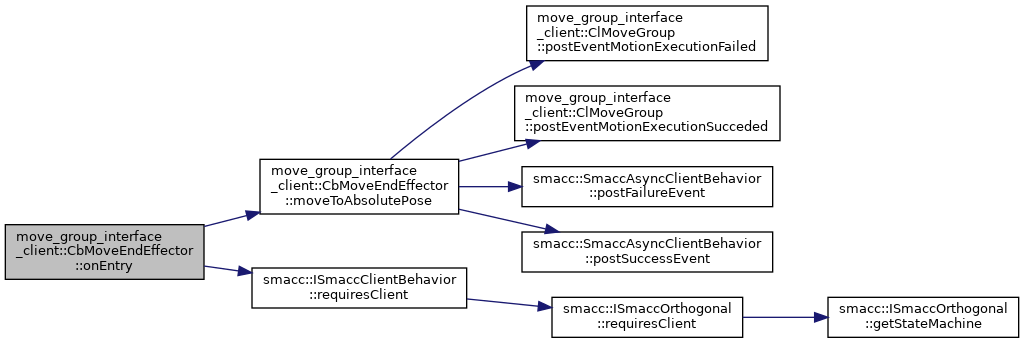 move_group_interface
_client::ClMoveGroup
::postEventMotionExecutionFailed
move_group_interface
_client::ClMoveGroup
::postEventMotionExecutionSucceded
move_group_interface
_client::CbMoveEndEffector
::moveToAbsolutePose
smacc::SmaccAsyncClientBehavior
::postFailureEvent
move_group_interface
_client::CbMoveEndEffector
::onEntry
smacc::SmaccAsyncClientBehavior
::postSuccessEvent
smacc::ISmaccClientBehavior
::requiresClient
smacc::ISmaccOrthogonal
::requiresClient
smacc::ISmaccOrthogonal
::getStateMachine